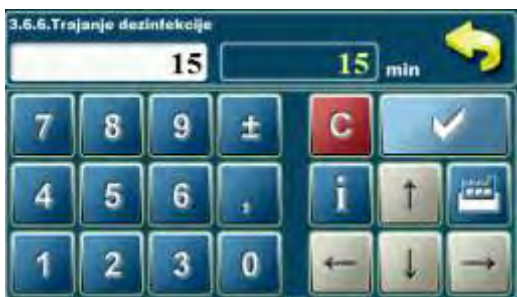 3.6.6.Trajanje dezinfekcije
15 15 min
7 8 9 ± C
4 5 6 , i ↑
1 2 3 0 ← ↓ →